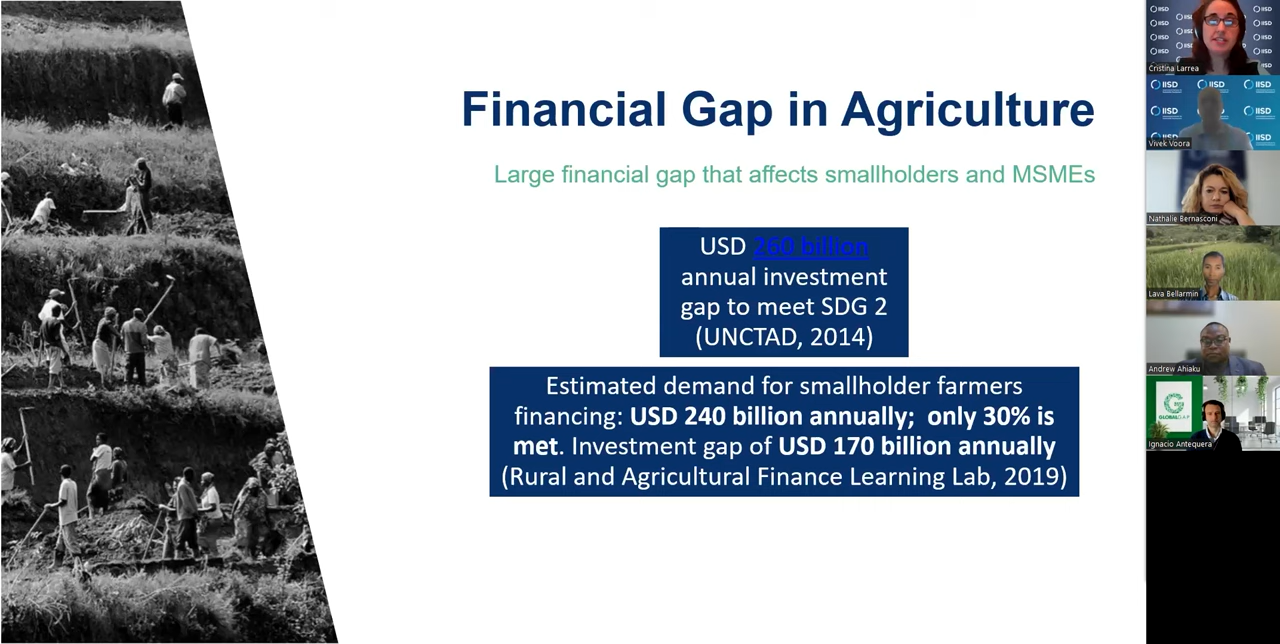 Financial Gap in Agriculture
Large financial gap that affects smallholders and MSMEs
USD 260 billion
annual investment
gap to meet SDG 2
(UNCTAD, 2014)
Estimated demand for smallholder farmers
financing: USD 240 billion annually;  only 30% is
met. Investment gap of USD 170 billion annually
(Rural and Agricultural Finance Learning Lab, 2019)
IISD
Cristina Larrea
IISD
Vivek Voora
Nathalie Bernasconi
Lava Bellarmin
Andrew Ahiaku
GLOBALG.A.P.
Ignacio Antequera